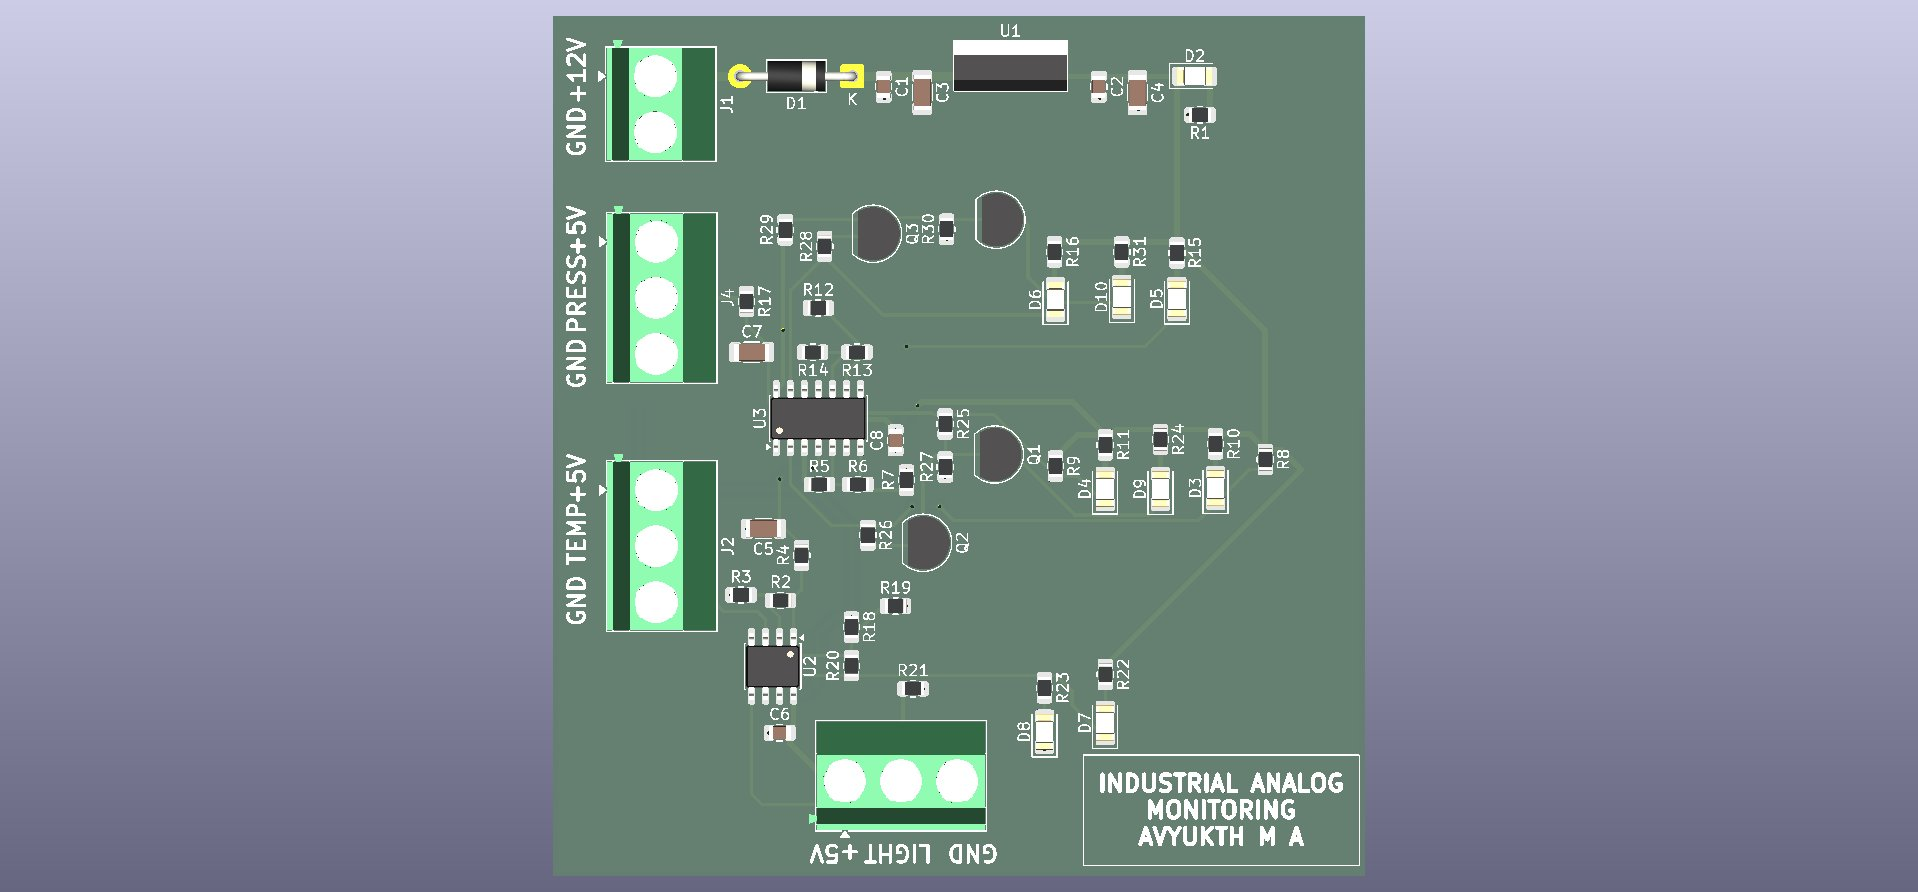 U1
D2
GND +12V
J1
D1
K
C1
C3
C2
C4
R1
GND PRESS+5V
J4
R29
R28
Q3
R30
R16
R31
R15
R17
R12
D6
D10
D5
C7
R14
R13
U3
C8
R25
Q1
R11
R24
R10
R8
R9
R5
R6
R7
R27
D4
D9
D3
GND TEMP+5V
J2
C5
R4
R26
Q2
R3
R2
R19
R18
U2
R20
R21
R23
R22
C6
D8
D7
GND LIGHT+5V
INDUSTRIAL ANALOG
MONITORING
AVYUKTH M A